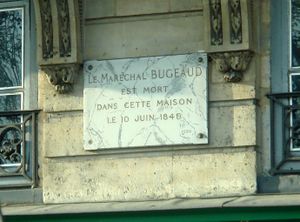 LE MARÉCHAL BUGEAUD
EST MORT
DANS CETTE MAISON
LE 10 JUIN 1849